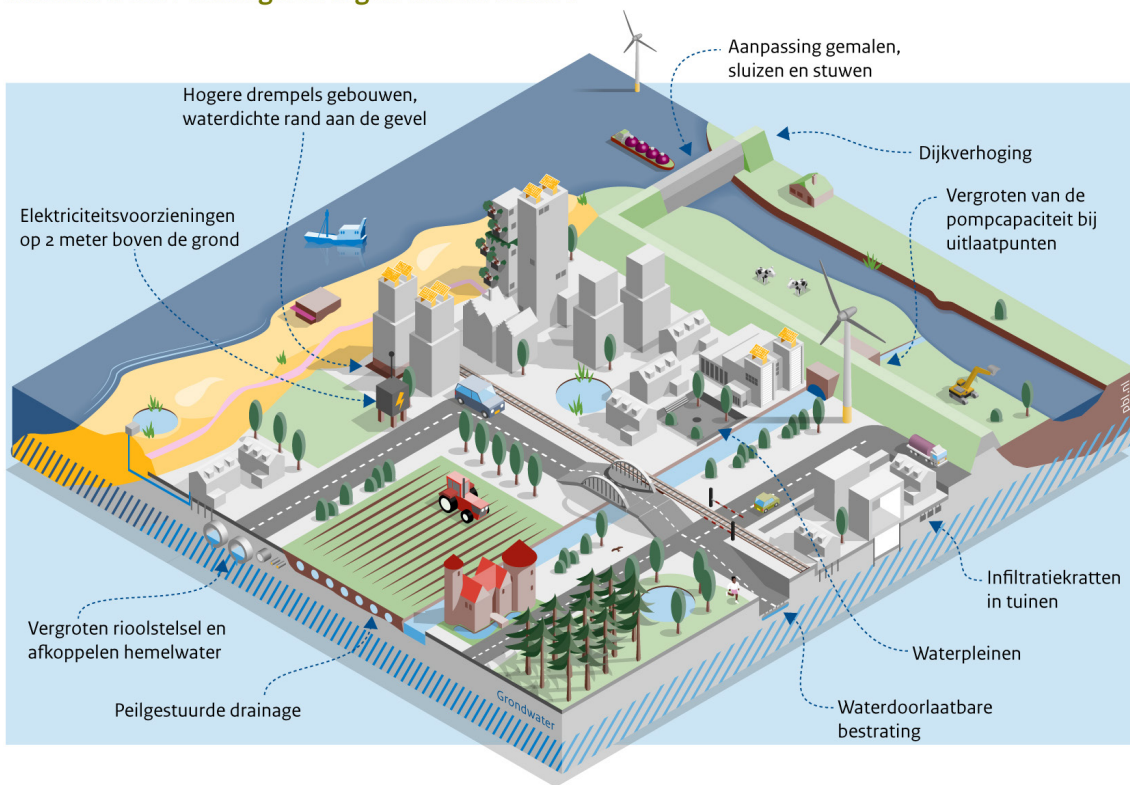 Aanpassing gemalen,
sluizen en stuwen
Hogere drempels gebouwen,
waterdichte rand aan de gevel
Dijkverhoging
Elektriciteitsvoorzieningen
op 2 meter boven de grond
Vergroten van de
pompcapaciteit bij
uitlaatpunten
pbl.nl
Infiltratiekratten
in tuinen
Vergroten rioolstelsel en
afkoppelen hemelwater
Waterpleinen
Peilgestuurde drainage
Grondwater
Waterdoorlaatbare
bestrating